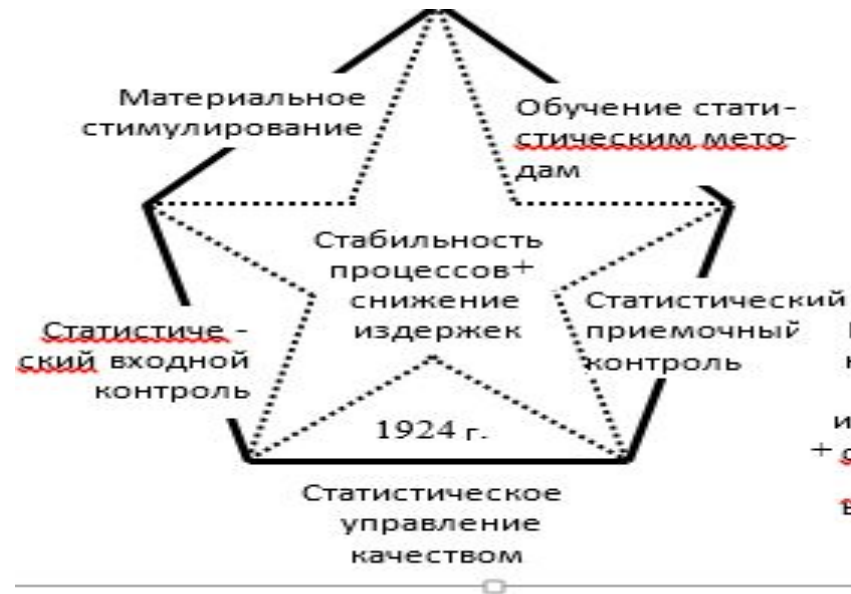 Материальное
стимулирование
Обучение стати-
стическим мето-
дам
Стабильность
процессов+
снижение
издержек
Статистиче -
ский входной
контроль
Статистический
приемочный
контроль
1924 г.
Статистическое
управление
качеством
+